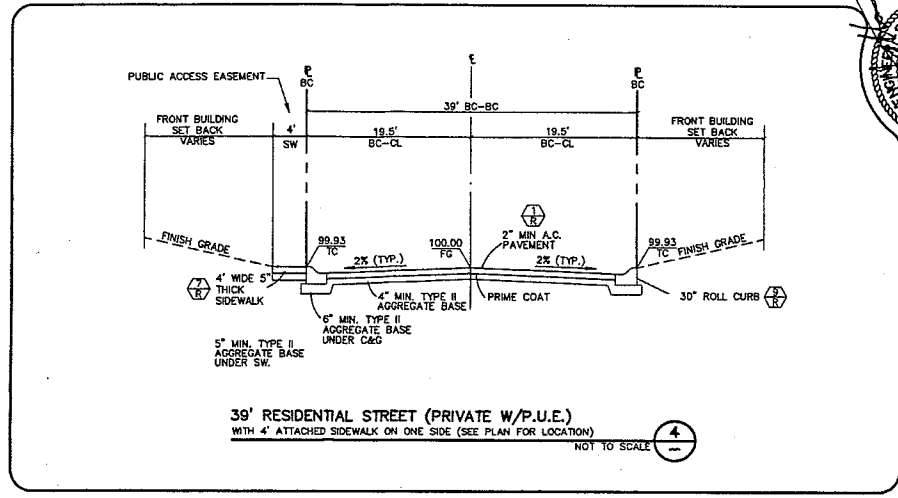 ENGINEER
PUBLIC ACCESS EASEMENT
PL
BC
CL
PL
BC
39' BC-BC
FRONT BUILDING
SET BACK
VARIES
4'
SW
19.5'
BC-CL
19.5'
BC-CL
FRONT BUILDING
SET BACK
VARIES
FINISH GRADE
99.93
TC
2% (TYP.)
100.00
FG
1
R
2" MIN A.C.
PAVEMENT
2% (TYP.)
99.93
TC
FINISH GRADE
7
R
4' WIDE 5"
THICK
SIDEWALK
4" MIN. TYPE II
AGGREGATE BASE
PRIME COAT
30" ROLL CURB
9
R
6" MIN. TYPE II
AGGREGATE BASE
UNDER C&G
5" MIN. TYPE II
AGGREGATE BASE
UNDER SW.
39' RESIDENTIAL STREET (PRIVATE W/P.U.E.)
WITH 4' ATTACHED SIDEWALK ON ONE SIDE (SEE PLAN FOR LOCATION)
NOT TO SCALE
4
—